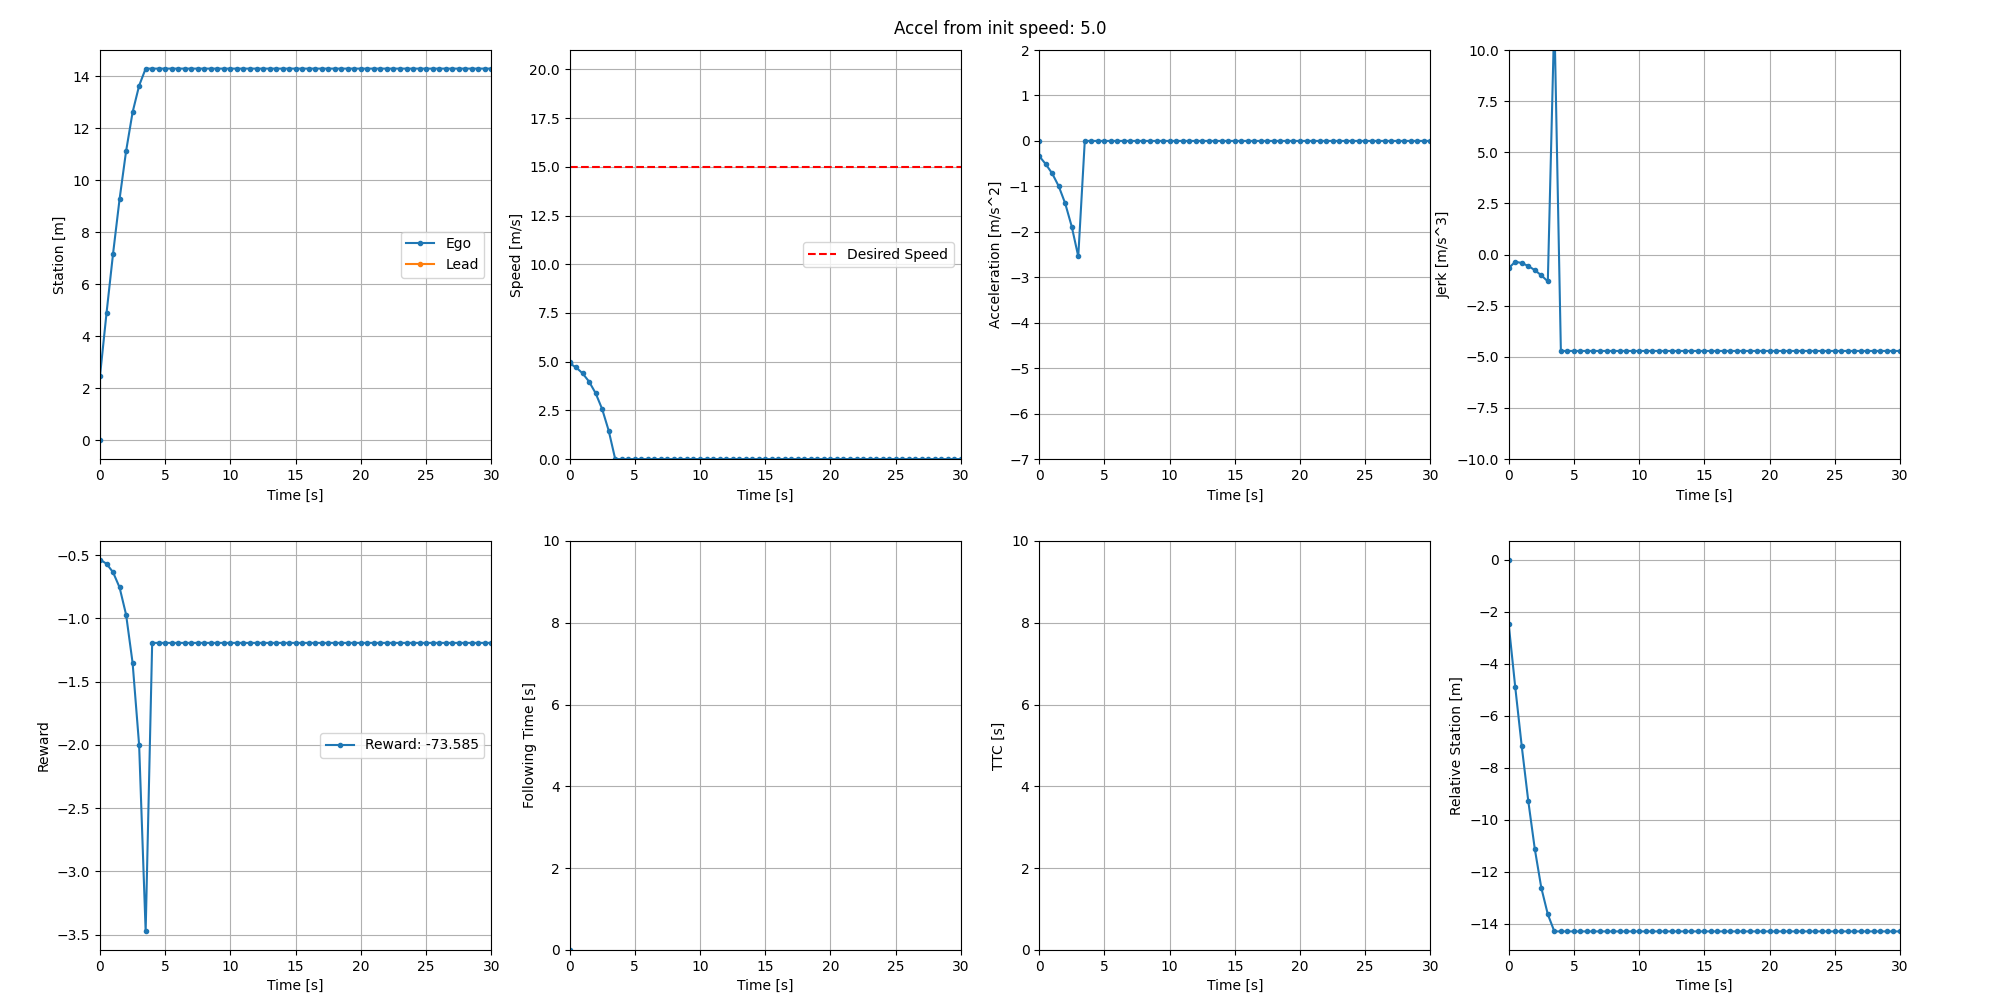 Accel from init speed: 5.0
14
12
10
8
6
4
2
0
Station [m]
Ego
Lead
0 5 10 15 20 25 30
Time [s]
20.0
17.5
15.0
12.5
10.0
7.5
5.0
2.5
0.0
Speed [m/s]
Desired Speed
0 5 10 15 20 25 30
Time [s]
2
1
0
−1
−2
−3
−4
−5
−6
−7
Acceleration [m/s^2]
0 5 10 15 20 25 30
Time [s]
10.0
7.5
5.0
2.5
0.0
−2.5
−5.0
−7.5
−10.0
Jerk [m/s^3]
0 5 10 15 20 25 30
Time [s]
−0.5
−1.0
−1.5
−2.0
−2.5
−3.0
−3.5
Reward
Reward: -73.585
0 5 10 15 20 25 30
Time [s]
10
8
6
4
2
0
Following Time [s]
0 5 10 15 20 25 30
Time [s]
10
8
6
4
2
0
TTC [s]
0 5 10 15 20 25 30
Time [s]
0
−2
−4
−6
−8
−10
−12
−14
Relative Station [m]
0 5 10 15 20 25 30
Time [s]